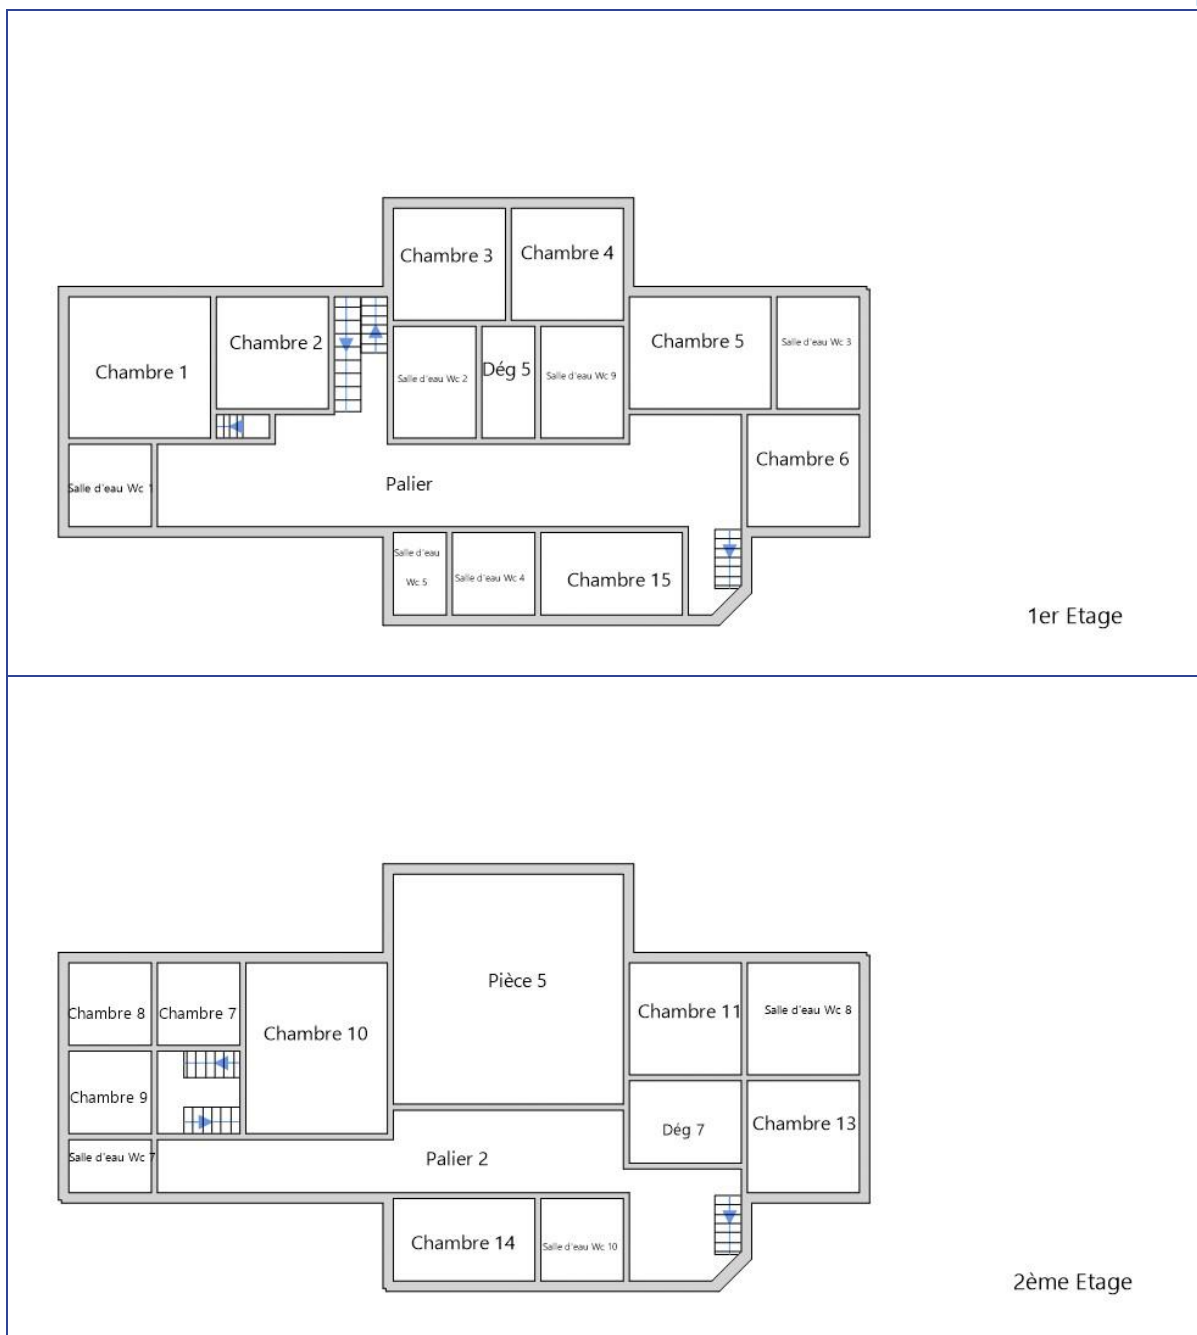 Chambre 3
Chambre 4
Chambre 1
Chambre 2
Salle d'eau Wc 2
Dég 5
Salle d'eau Wc 9
Chambre 5
Salle d'eau Wc 3
Chambre 6
Salle d'eau Wc 1
Palier
Salle d'eau
Wc 5
Salle d'eau Wc 4
Chambre 15
1er Etage
Pièce 5
Chambre 8
Chambre 7
Chambre 10
Chambre 11
Salle d'eau Wc 8
Chambre 9
Dég 7
Chambre 13
Salle d'eau Wc 7
Palier 2
Chambre 14
Salle d'eau Wc 10
2ème Etage